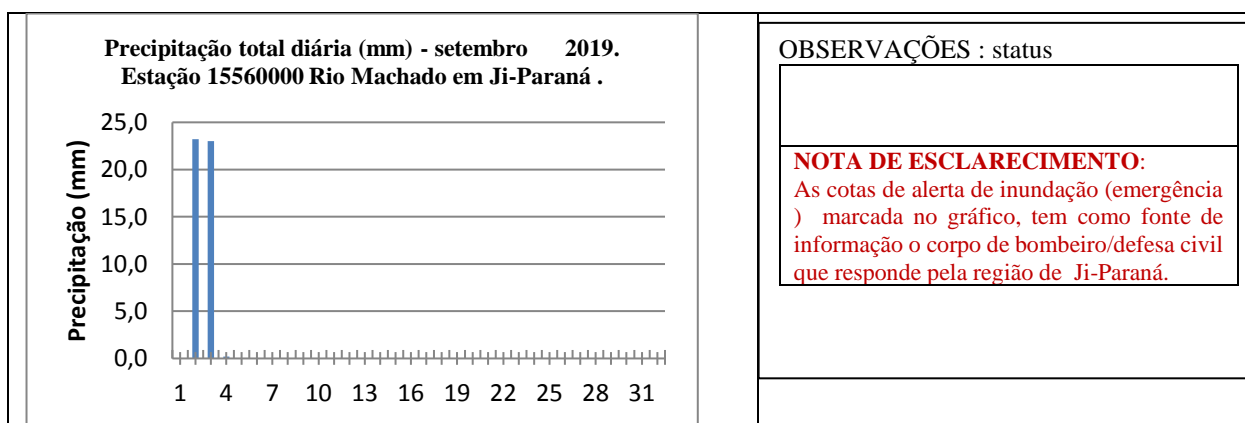 Precipitação total diária (mm) - setembro 2019.
Estação 15560000 Rio Machado em Ji-Paraná .
Precipitação (mm)
25,0
20,0
15,0
10,0
5,0
0,0
1 4 7 10 13 16 19 22 25 28 31
OBSERVAÇÕES : status
NOTA DE ESCLARECIMENTO:
As cotas de alerta de inundação (emergência
) marcada no gráfico, tem como fonte de
informação o corpo de bombeiro/defesa civil
que responde pela região de Ji-Paraná.